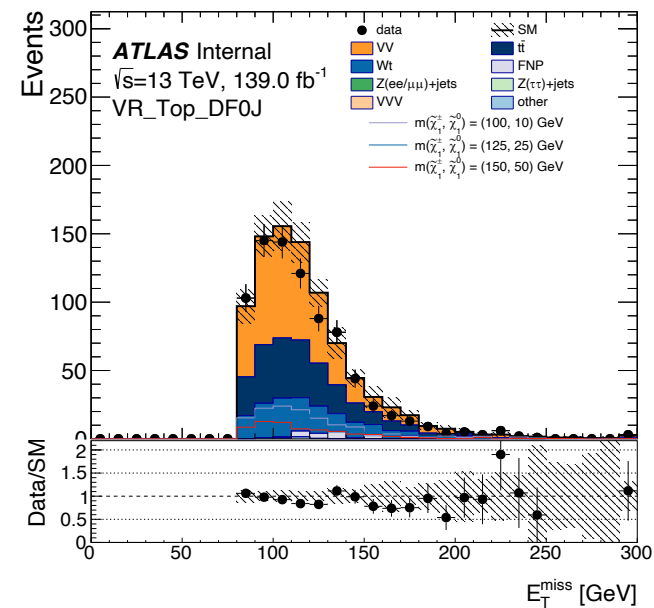 Events
300
250
200
150
100
50
0
ATLAS Internal
√s=13 TeV, 139.0 fb⁻¹
VR_Top_DF0J
data
SM
VV
tt̄
Wt
FNP
Z(ee/μμ)+jets
Z(ττ)+jets
VVV
other
m(χ̃₁±, χ̃₁⁰) = (100, 10) GeV
m(χ̃₁±, χ̃₁⁰) = (125, 25) GeV
m(χ̃₁±, χ̃₁⁰) = (150, 50) GeV
Data/SM
2
1.5
1
0.5
0
0 50 100 150 200 250 300
E_T^miss [GeV]